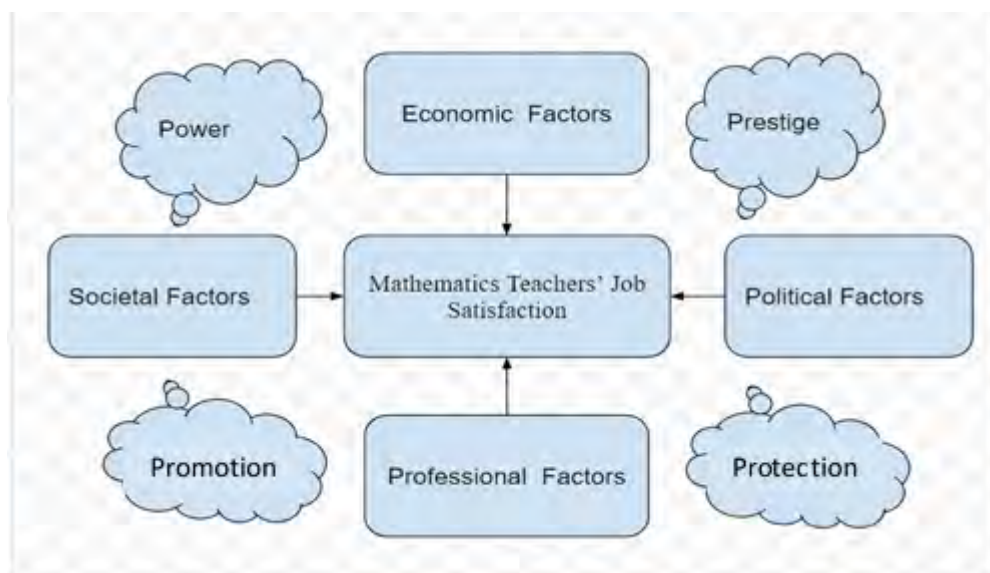 Power
Economic Factors
Prestige
Societal Factors
Mathematics Teachers’ Job
Satisfaction
Political Factors
Promotion
Professional Factors
Protection